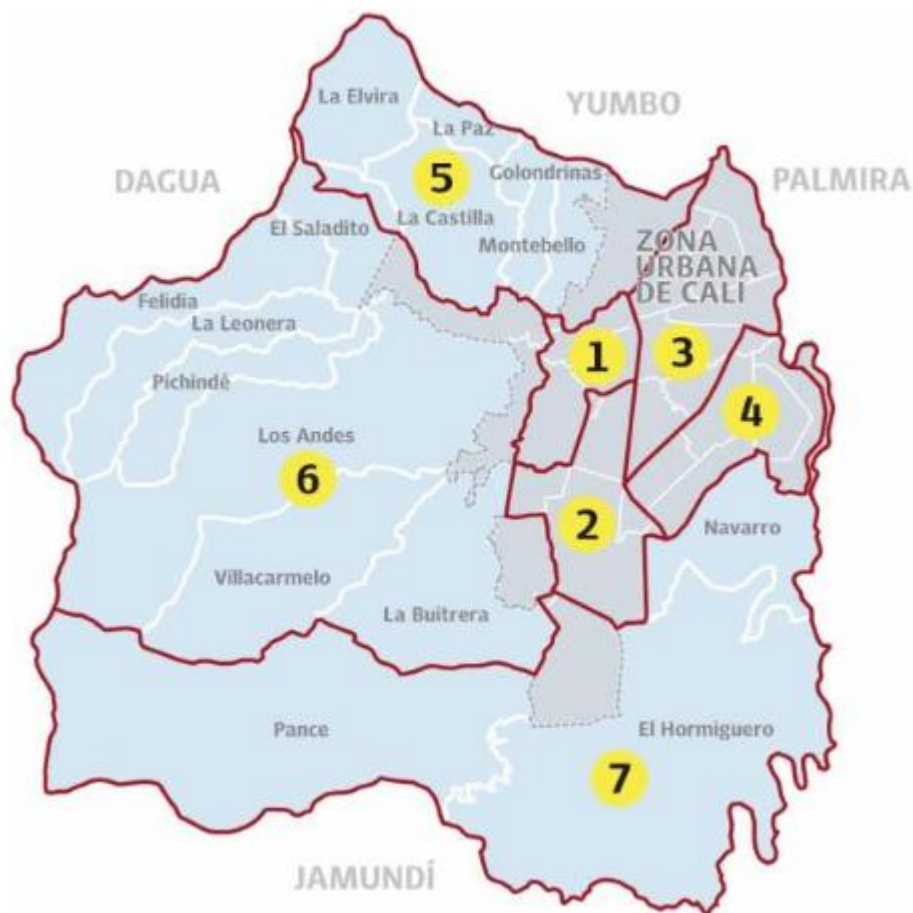 La Elvira
YUMBO
La Paz
DAGUA
5
Golondrinas
PALMIRA
La Castilla
El Saladito
Montebello
ZONA
URBANA
DE CALI
Felidia
La Leonera
1
3
Pichindé
4
Los Andes
6
2
Navarro
Villacarmelo
La Buitrera
Pance
El Hormiguero
7
JAMUNDÍ